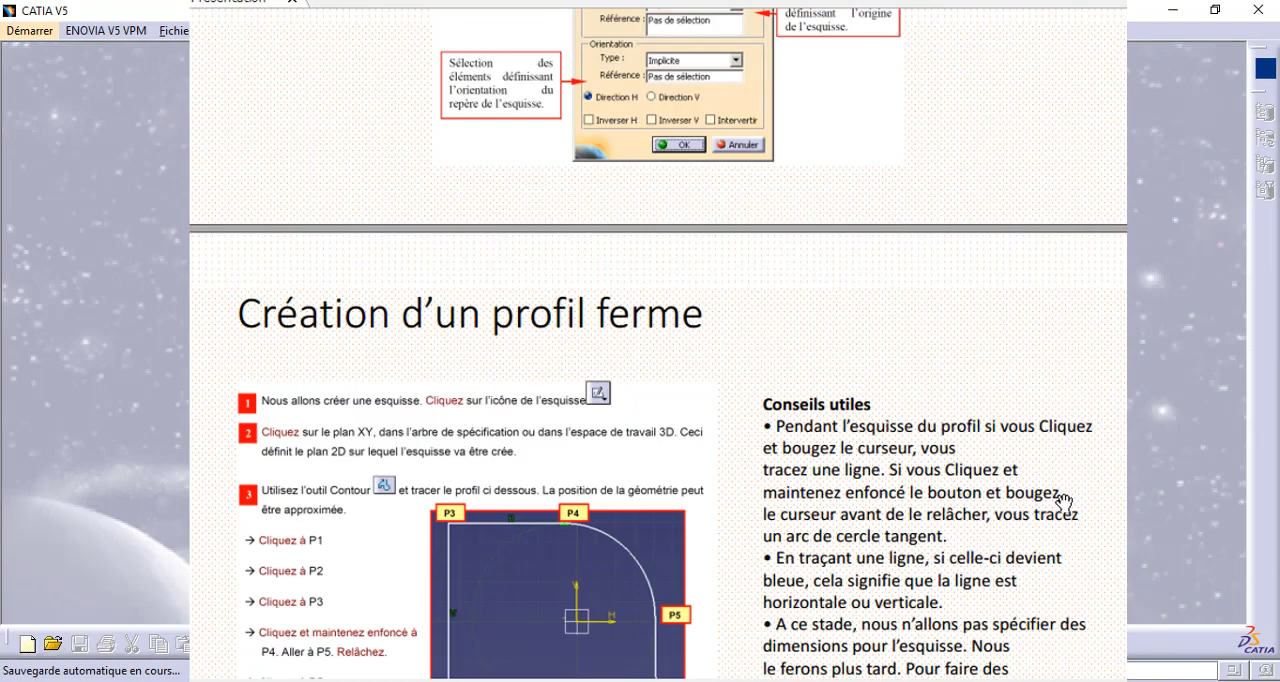 CATIA V5
Démarrer
ENOVIA V5 VPM
Fichie
définissant l'origine
de l'esquisse.
Référence :
Pas de sélection
Orientation
Type :
Implicite
Référence :
Pas de sélection
Direction H
Direction V
Inverser H
Inverser V
Intervertir
OK
Annuler
Sélection des
éléments définissant
l'orientation du
repère de l'esquisse.
Création d'un profil ferme
1 Nous allons créer une esquisse. Cliquez sur l'icône de l'esquisse
2 Cliquez sur le plan XY, dans l'arbre de spécification ou dans l'espace de travail 3D. Ceci
définit le plan 2D sur lequel l'esquisse va être crée.
3 Utilisez l'outil Contour et tracer le profil ci dessous. La position de la géométrie peut
être approximée.
→ Cliquez à P1
→ Cliquez à P2
→ Cliquez à P3
→ Cliquez et maintenez enfoncé à
P4. Aller à P5. Relâchez.
P3
P4
P5
V
H
Conseils utiles
• Pendant l'esquisse du profil si vous Cliquez
et bougez le curseur, vous
tracez une ligne. Si vous Cliquez et
maintenez enfoncé le bouton et bougez
le curseur avant de le relâcher, vous tracez
un arc de cercle tangent.
• En traçant une ligne, si celle-ci devient
bleue, cela signifie que la ligne est
horizontale ou verticale.
• A ce stade, nous n'allons pas spécifier des
dimensions pour l'esquisse. Nous
le ferons plus tard. Pour faire des
Sauvegarde automatique en cours...
CATIA